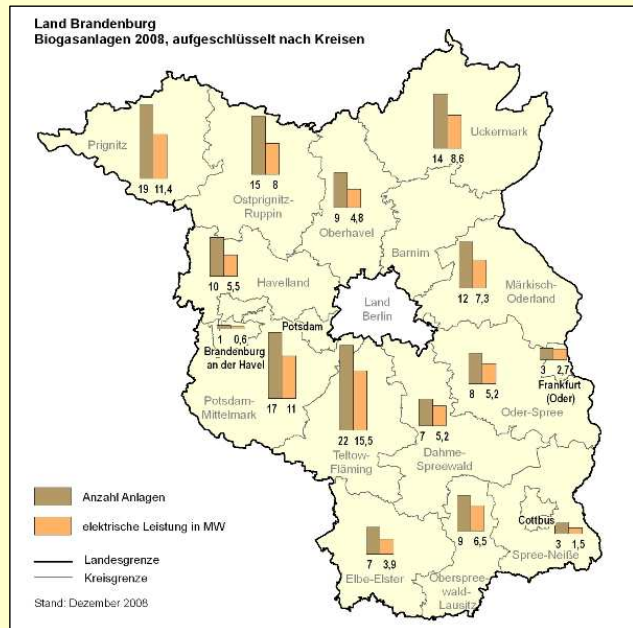 Land Brandenburg
Biogasanlagen 2008, aufgeschlüsselt nach Kreisen
Prignitz
19 11,4
Ostprignitz-
Ruppin
15 8
Oberhavel
9 4,8
Uckermark
14 8,6
Barnim
Havelland
10 5,5
Land
Berlin
Märkisch-
Oderland
12 7,3
Potsdam
1 0,6
Brandenburg
an der Havel
Potsdam-
Mittelmark
17 11
Teltow-
Fläming
22 15,5
Dahme-
Spreewald
7 5,2
Oder-Spree
8 5,2
3 2,7
Frankfurt
(Oder)
Anzahl Anlagen
elektrische Leistung in MW
Landesgrenze
Kreisgrenze
Stand: Dezember 2008
Elbe-Elster
7 3,9
9 6,5
Oberspree-
wald-
Lausitz
Cottbus
3 1,5
Spree-Neiße